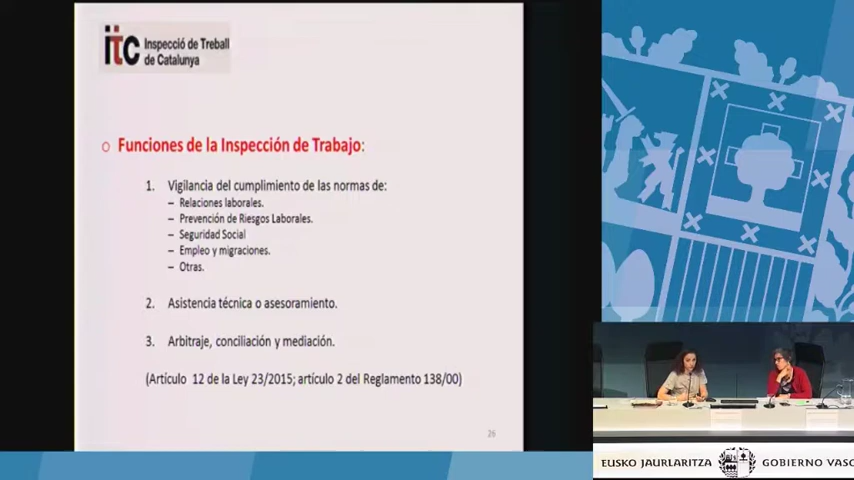 itc Inspecció de Treball
de Catalunya
Funciones de la Inspección de Trabajo:
1. Vigilancia del cumplimiento de las normas de:
– Relaciones laborales.
– Prevención de Riesgos Laborales.
– Seguridad Social
– Empleo y migraciones.
– Otras.
2. Asistencia técnica o asesoramiento.
3. Arbitraje, conciliación y mediación.
(Artículo 12 de la Ley 23/2015; artículo 2 del Reglamento 138/00)
26
EUSKO JAURLARITZA GOBIERNO VASC